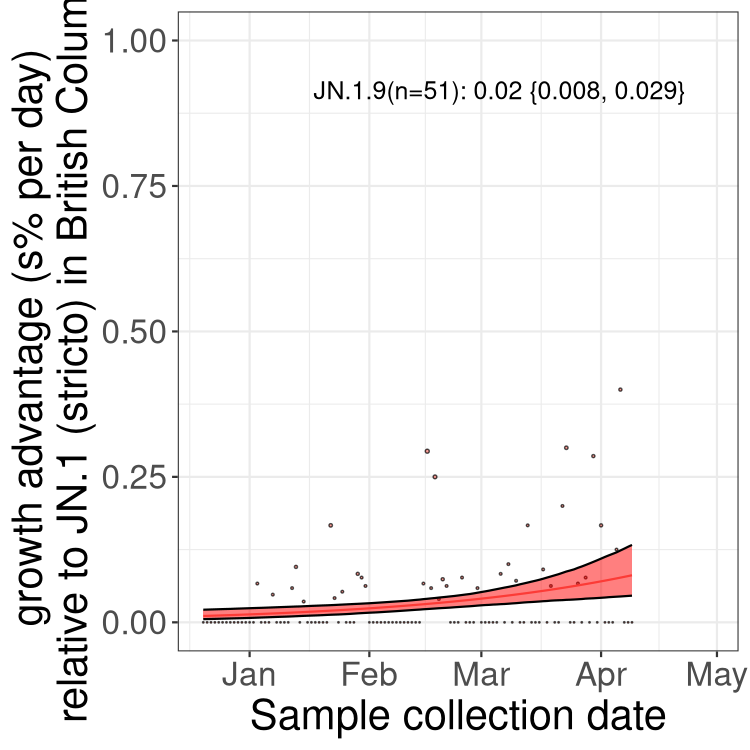 growth advantage (s% per day)
relative to JN.1 (stricto) in British Colum
1.00
0.75
0.50
0.25
0.00
JN.1.9(n=51): 0.02 {0.008, 0.029}
Jan Feb Mar Apr May
Sample collection date